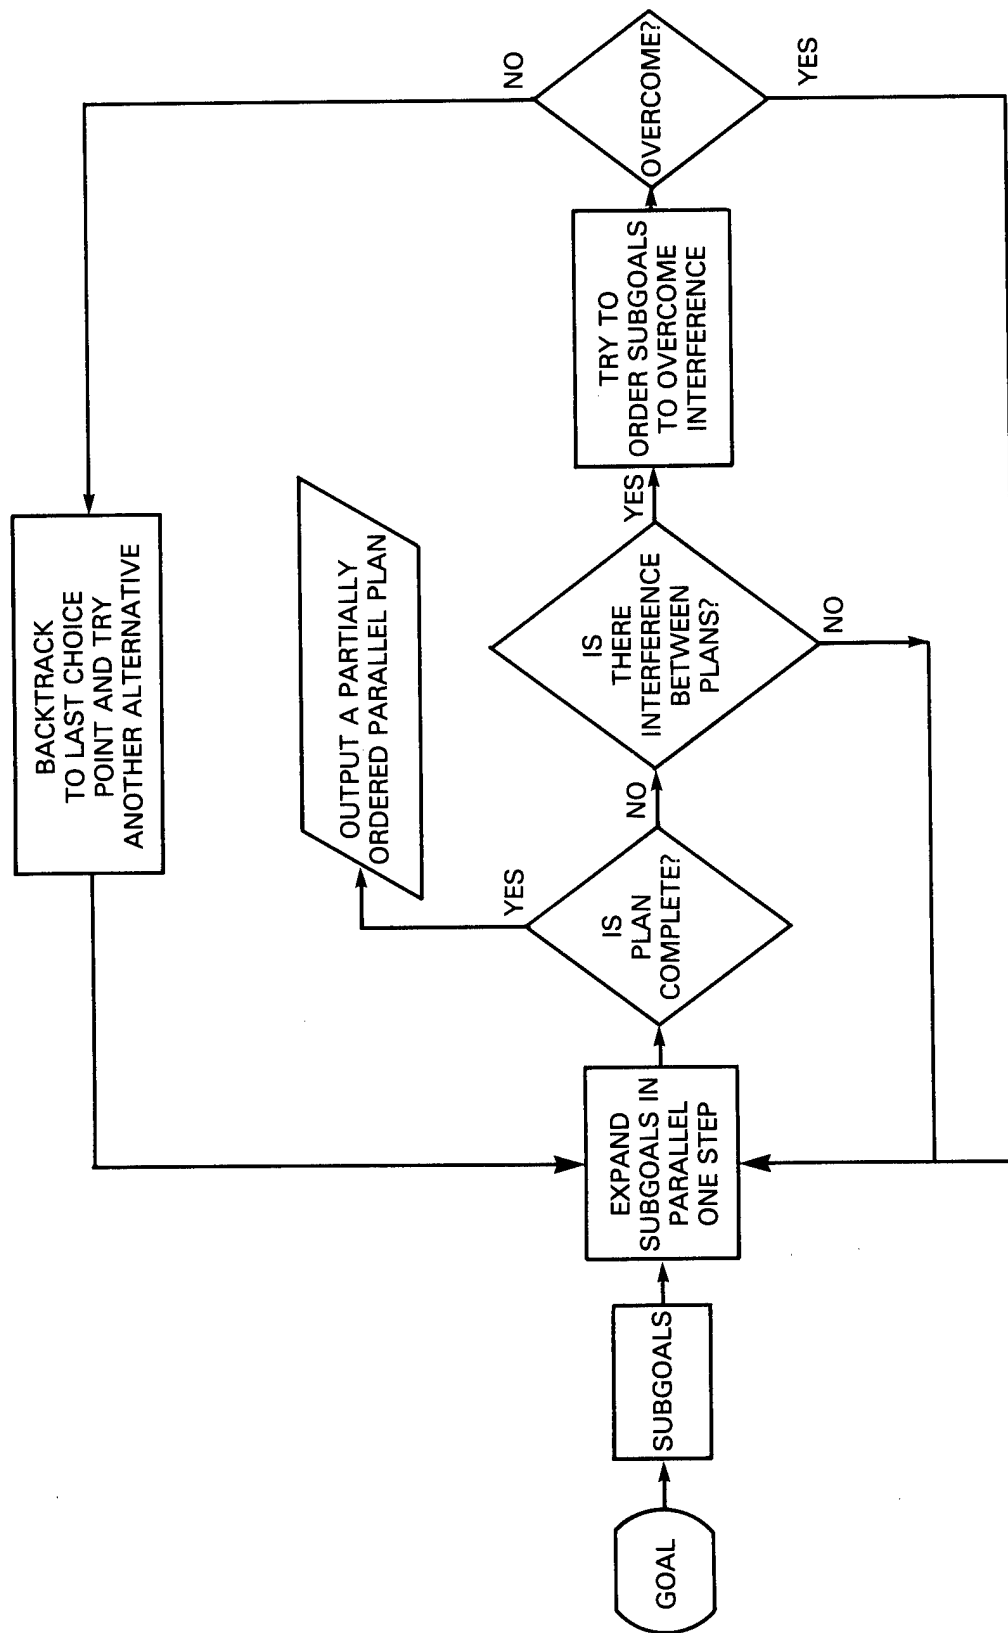 GOAL
SUBGOALS
EXPAND
SUBGOALS IN
PARALLEL
ONE STEP
IS
PLAN
COMPLETE?
YES
OUTPUT A PARTIALLY
ORDERED PARALLEL PLAN
NO
IS
THERE
INTERFERENCE
BETWEEN
PLANS?
NO
YES
TRY TO
ORDER SUBGOALS
TO OVERCOME
INTERFERENCE
OVERCOME?
NO
YES
BACKTRACK
TO LAST CHOICE
POINT AND TRY
ANOTHER ALTERNATIVE